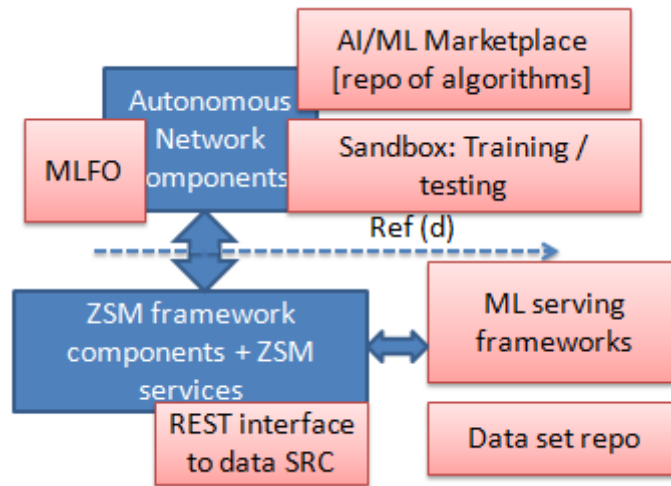 AI/ML Marketplace
[repo of algorithms]
Autonomous
Network
components
MLFO
Sandbox: Training /
testing
Ref (d)
ZSM framework
components + ZSM
services
ML serving
frameworks
REST interface
to data SRC
Data set repo